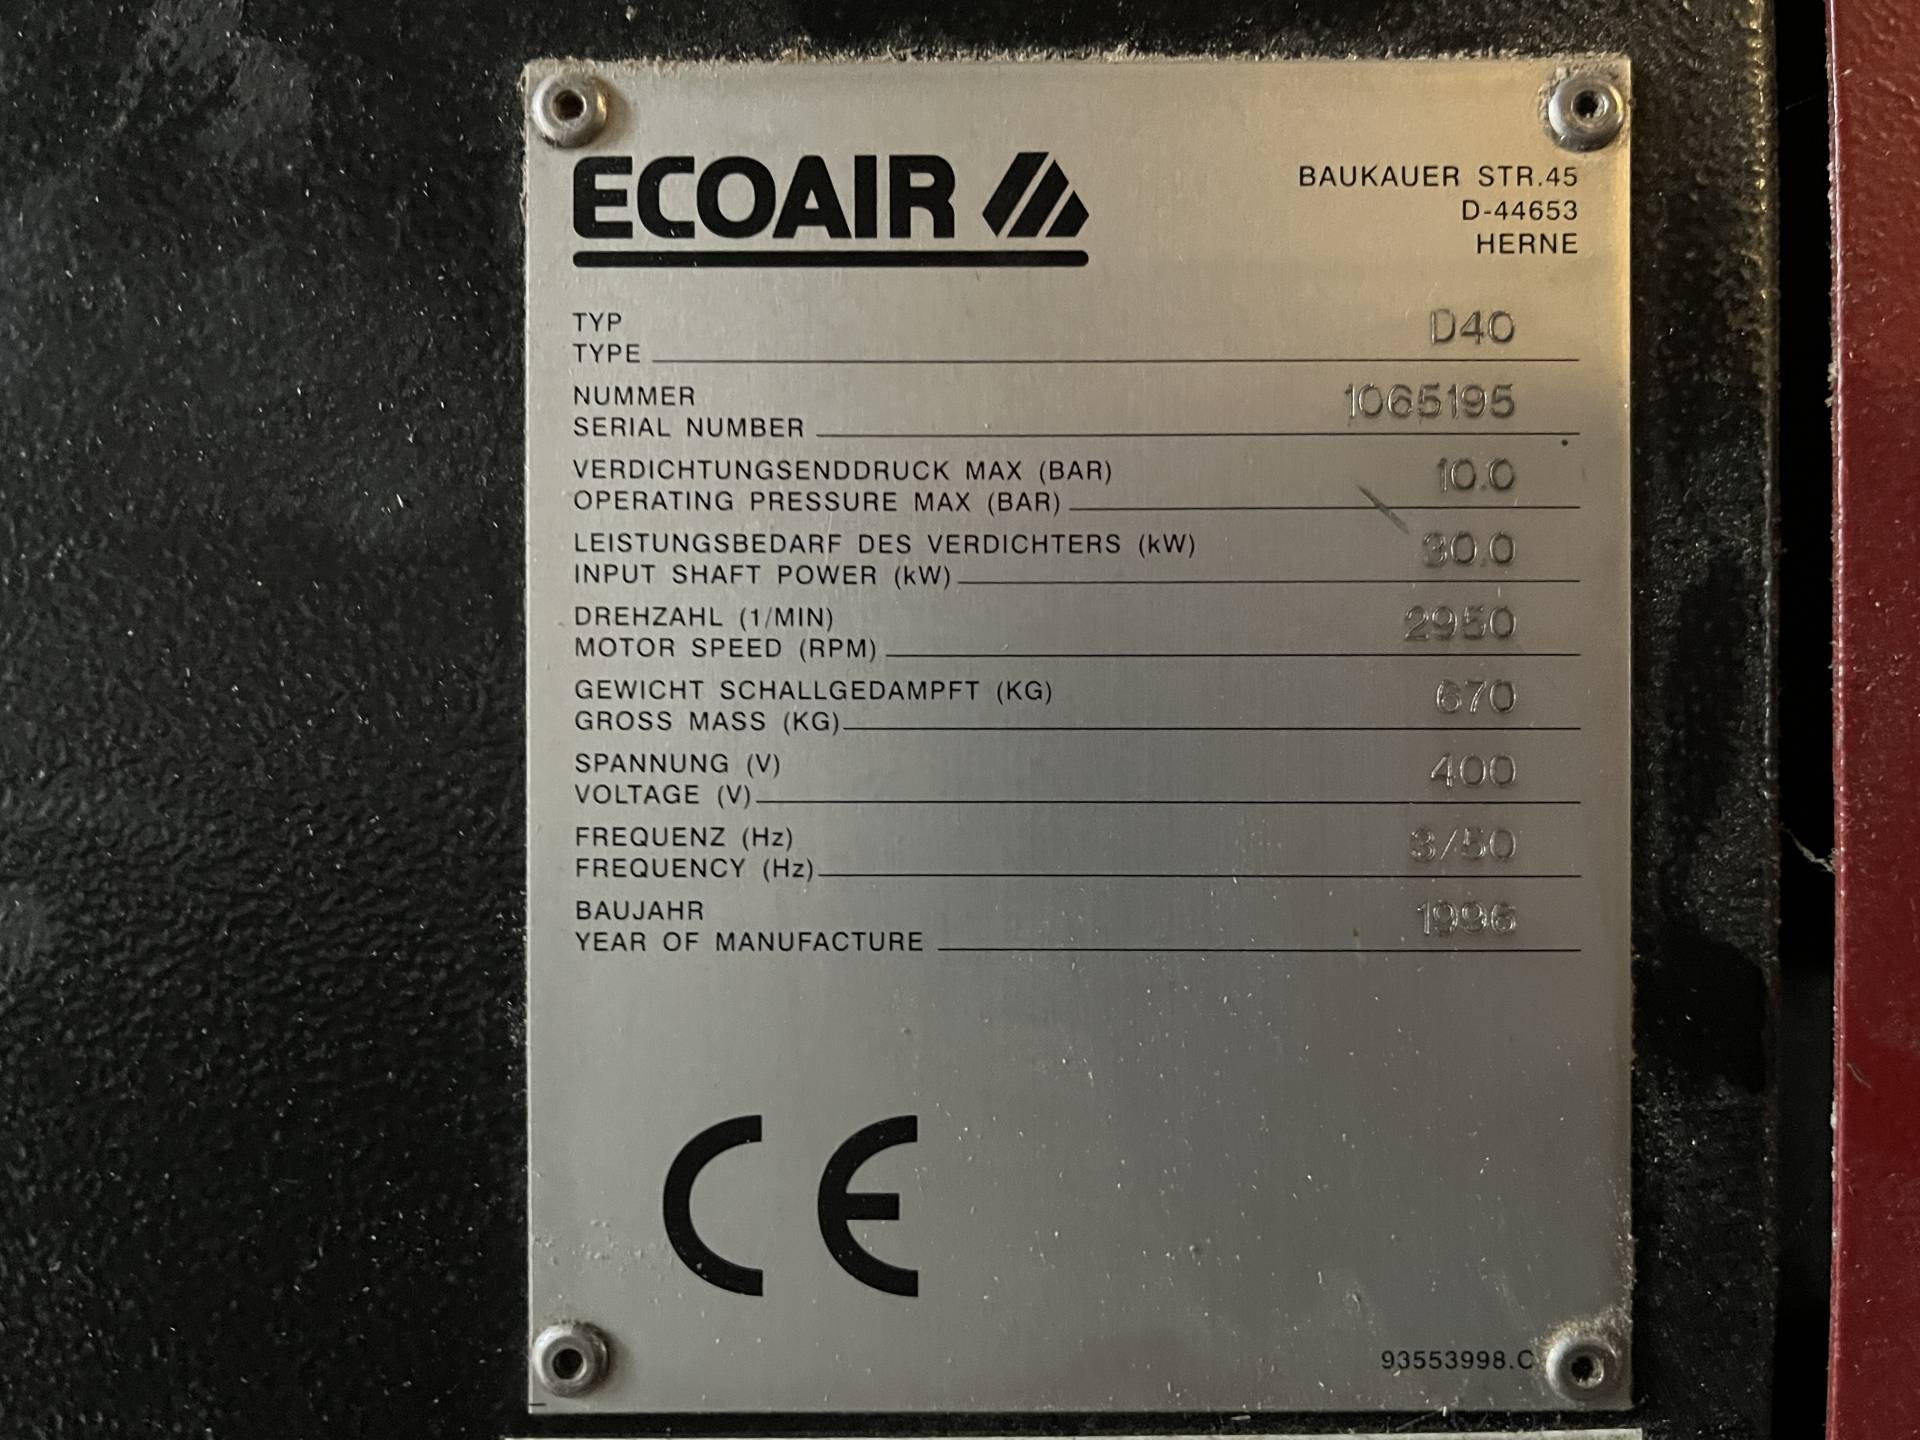 ECOAIR
BAUKAUER STR.45
D-44653
HERNE
TYP
TYPE D40
NUMMER
SERIAL NUMBER 1065195
VERDICHTUNGSENDDRUCK MAX (BAR)
OPERATING PRESSURE MAX (BAR) 10.0
LEISTUNGSBEDARF DES VERDICHTERS (kW)
INPUT SHAFT POWER (kW) 30.0
DREHZAHL (1/MIN)
MOTOR SPEED (RPM) 2950
GEWICHT SCHALLGEDAMPFT (KG)
GROSS MASS (KG) 670
SPANNUNG (V)
VOLTAGE (V) 400
FREQUENZ (Hz)
FREQUENCY (Hz) 3/50
BAUJAHR
YEAR OF MANUFACTURE 1996
CE
93553998.C